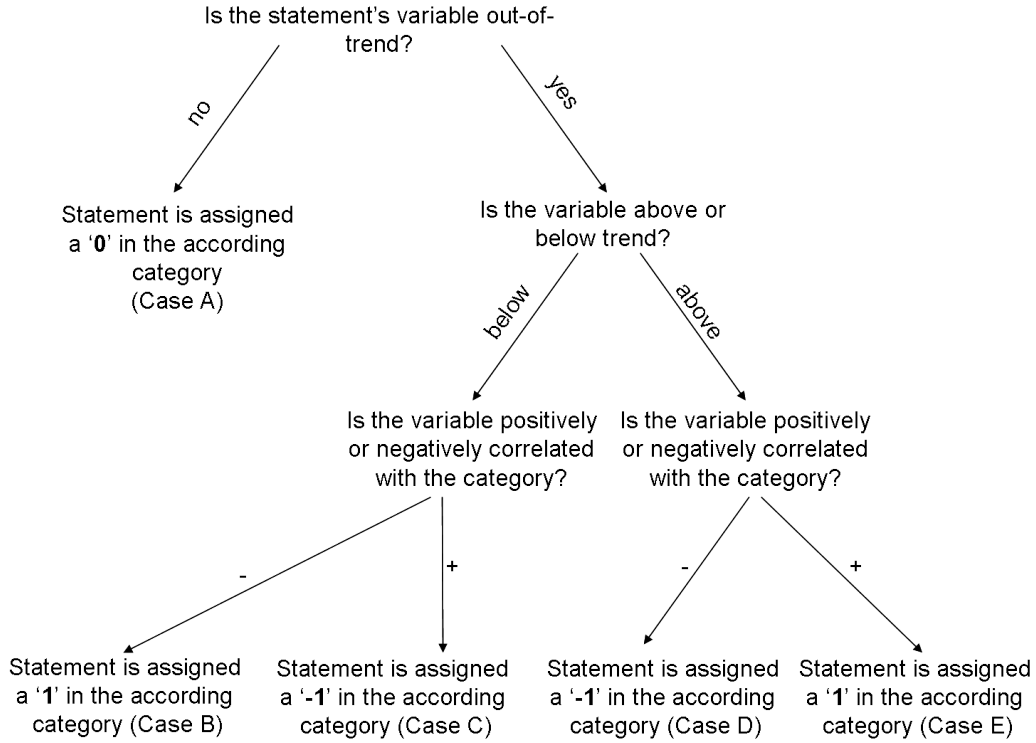 Is the statement’s variable out-of-
trend?
no
yes
Statement is assigned
a ‘0’ in the according
category
(Case A)
Is the variable above or
below trend?
below
above
Is the variable positively
or negatively correlated
with the category?
Is the variable positively
or negatively correlated
with the category?
-
+
-
+
Statement is assigned
a ‘1’ in the according
category (Case B)
Statement is assigned
a ‘-1’ in the according
category (Case C)
Statement is assigned
a ‘-1’ in the according
category (Case D)
Statement is assigned
a ‘1’ in the according
category (Case E)